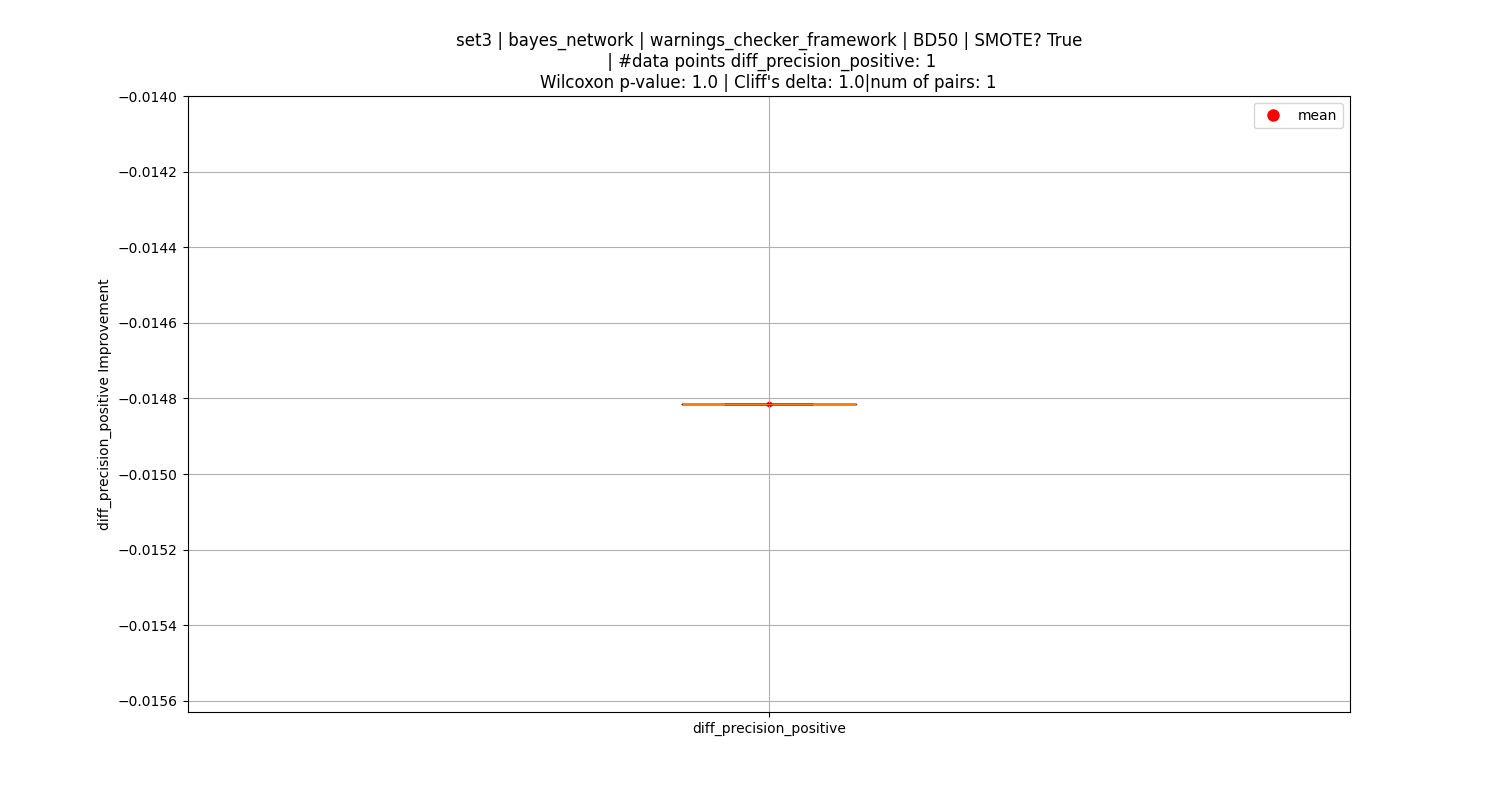 set3 | bayes_network | warnings_checker_framework | BD50 | SMOTE? True
| #data points diff_precision_positive: 1
Wilcoxon p-value: 1.0 | Cliff's delta: 1.0|num of pairs: 1
mean
−0.0140
−0.0142
−0.0144
−0.0146
−0.0148
−0.0150
−0.0152
−0.0154
−0.0156
diff_precision_positive Improvement
diff_precision_positive